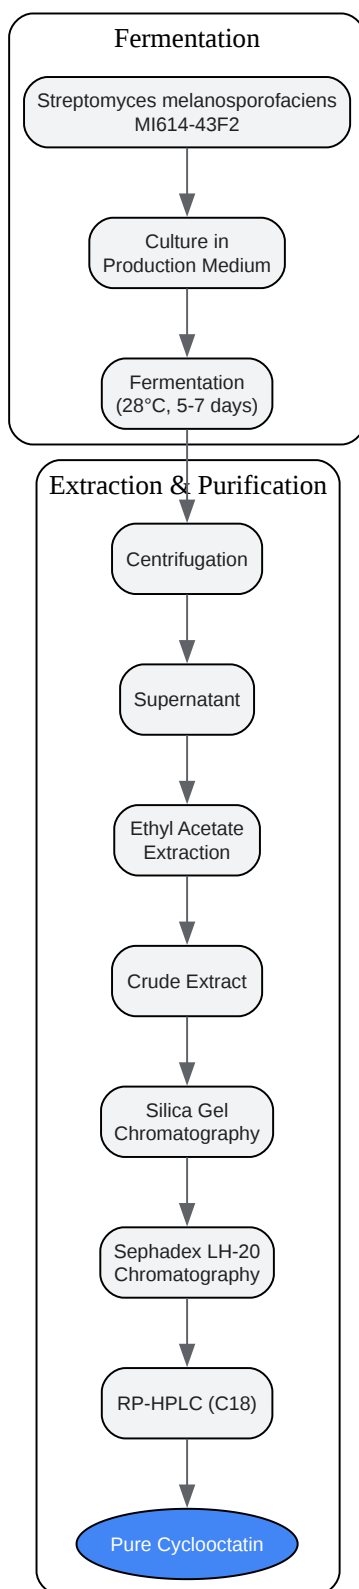 Fermentation
Streptomyces melanosporofaciens
MI614-43F2
Culture in
Production Medium
Fermentation
(28°C, 5-7 days)
Extraction & Purification
Centrifugation
Supernatant
Ethyl Acetate
Extraction
Crude Extract
Silica Gel
Chromatography
Sephadex LH-20
Chromatography
RP-HPLC (C18)
Pure Cyclooctatin